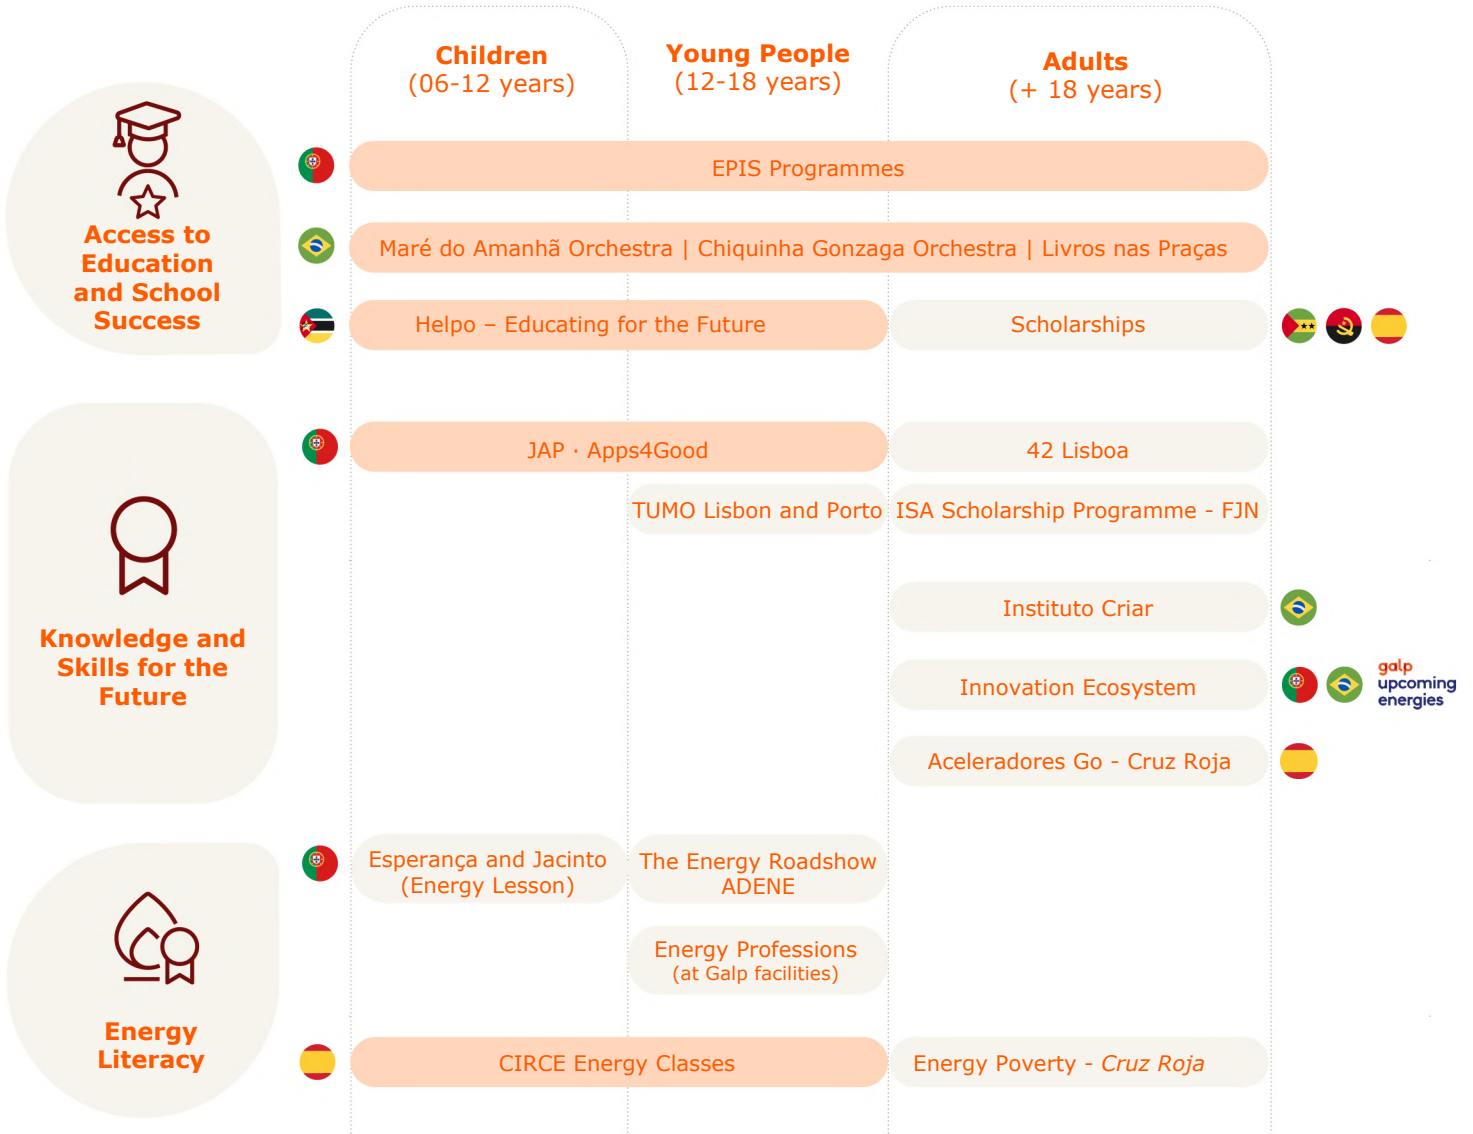 Children
(06-12 years)
Young People
(12-18 years)
Adults
(+ 18 years)
Access to
Education
and School
Success
EPIS Programmes
Maré do Amanhã Orchestra | Chiquinha Gonzaga Orchestra | Livros nas Praças
Helpo – Educating for the Future
Scholarships
Knowledge and
Skills for the
Future
JAP · Apps4Good
42 Lisboa
TUMO Lisbon and Porto
ISA Scholarship Programme - FJN
Instituto Criar
Innovation Ecosystem
galp
upcoming
energies
Aceleradores Go - Cruz Roja
Energy
Literacy
Esperança and Jacinto
(Energy Lesson)
The Energy Roadshow
ADENE
Energy Professions
(at Galp facilities)
CIRCE Energy Classes
Energy Poverty - Cruz Roja